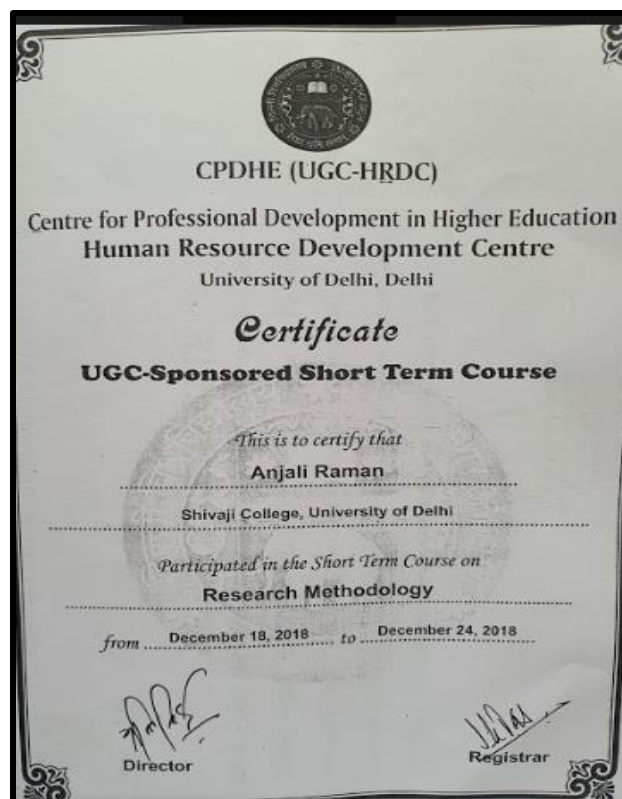 CPDHE (UGC-HRDC)
Centre for Professional Development in Higher Education
Human Resource Development Centre
University of Delhi, Delhi
Certificate
UGC-Sponsored Short Term Course
This is to certify that
Anjali Raman
Shivaji College, University of Delhi
Participated in the Short Term Course on
Research Methodology
from December 18, 2018 to December 24, 2018
Director
Registrar